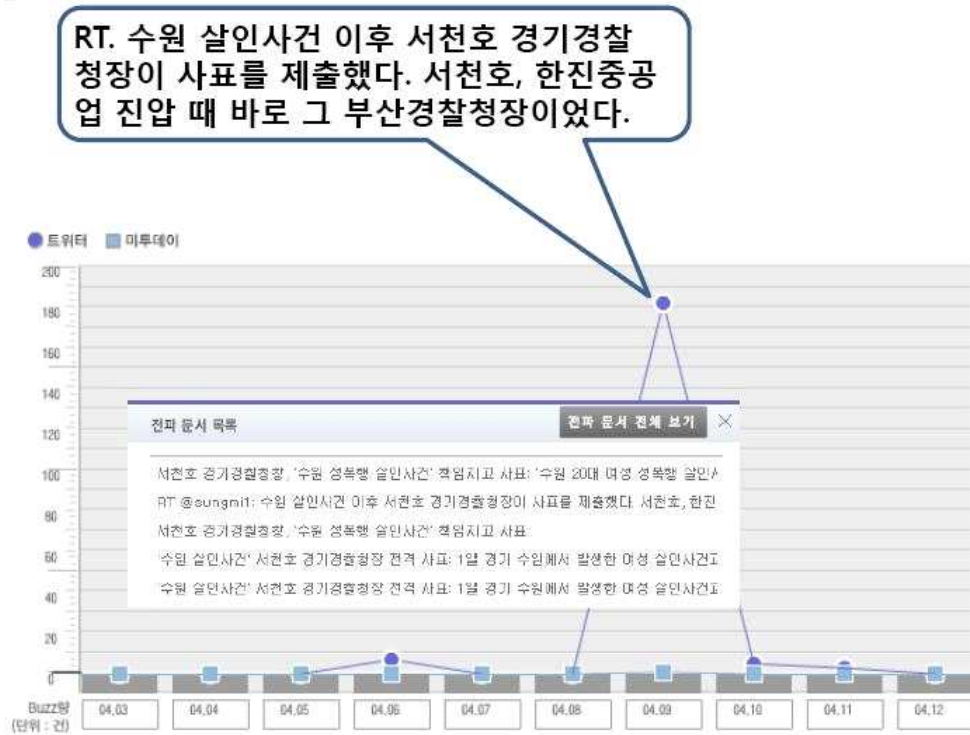 RT. 수원 살인사건 이후 서천호 경기경찰
청장이 사표를 제출했다. 서천호, 한진중공
업 진압 때 바로 그 부산경찰청장이었다.
트위터 미투데이
200
180
160
140
120
100
80
60
40
20
0
전파 문서 목록 전파 문서 전체 보기
서천호 경기경찰청장, '수원 성폭행 살인사건' 책임지고 사표: '수원 20대 여성 성폭행 살인사
RT @sungmi1: 수원 살인사건 이후 서천호 경기경찰청장이 사표를 제출했다. 서천호, 한진
서천호 경기경찰청장, '수원 성폭행 살인사건' 책임지고 사표
'수원 살인사건' 서천호 경기경찰청장 전격 사표: 1일 경기 수원에서 발생한 여성 살인사건과
'수원 살인사건' 서천호 경기경찰청장 전격 사표: 1일 경기 수원에서 발생한 여성 살인사건과
Buzz량
(단위 : 건)
04.03 04.04 04.05 04.06 04.07 04.08 04.09 04.10 04.11 04.12